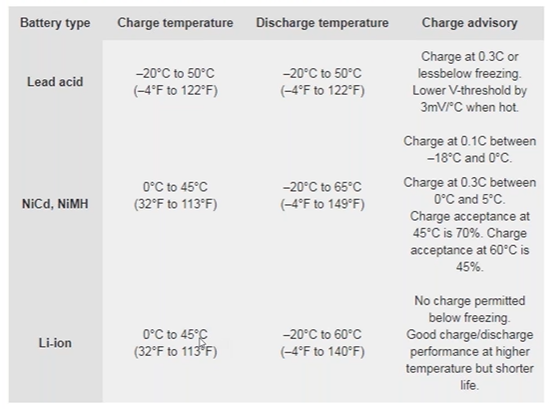 Battery type Charge temperature Discharge temperature Charge advisory
Lead acid
–20°C to 50°C
(–4°F to 122°F)
–20°C to 50°C
(–4°F to 122°F)
Charge at 0.3C or
lessbelow freezing.
Lower V-threshold by
3mV/°C when hot.
NiCd, NiMH
0°C to 45°C
(32°F to 113°F)
–20°C to 65°C
(–4°F to 149°F)
Charge at 0.1C between
–18°C and 0°C.
Charge at 0.3C between
0°C and 5°C.
Charge acceptance at
45°C is 70%. Charge
acceptance at 60°C is
45%.
Li-ion
0°C to 45°C
(32°F to 113°F)
–20°C to 60°C
(–4°F to 140°F)
No charge permitted
below freezing.
Good charge/discharge
performance at higher
temperature but shorter
life.